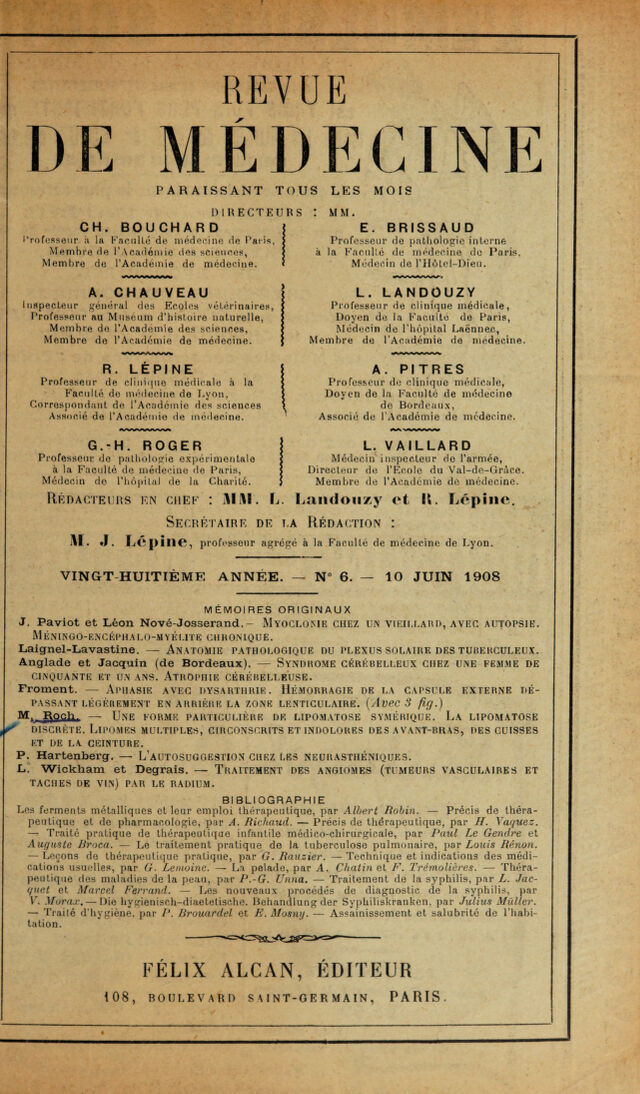 REVUE
DE MÉDECINE
PARAISSANT TOUS LES MOIS
DIRECTEURS : MM.
CH. BOUCHARD
Professeur à la Faculté de médecine de Paris,
Membre de l'Académie des sciences,
Membre de l'Académie de médecine.
E. BRISSAUD
Professeur de pathologie interne
à la Faculté de médecine de Paris,
Médecin de l'Hôtel-Dieu.
A. CHAUVEAU
Inspecteur général des Ecoles vétérinaires,
Professeur au Muséum d'histoire naturelle,
Membre de l'Académie des sciences,
Membre de l'Académie de médecine.
L. LANDOUZY
Professeur de clinique médicale,
Doyen de la Faculté de Paris,
Médecin de l'hôpital Laënnec,
Membre de l'Académie de médecine.
R. LÉPINE
Professeur de clinique médicale à la
Faculté de médecine de Lyon,
Correspondant de l'Académie des sciences
Associé de l'Académie de médecine.
A. PITRES
Professeur de clinique médicale,
Doyen de la Faculté de médecine
de Bordeaux,
Associé de l'Académie de médecine.
G.-H. ROGER
Professeur de pathologie expérimentale
à la Faculté de médecine de Paris,
Médecin de l'hôpital de la Charité.
L. VAILLARD
Médecin inspecteur de l'armée,
Directeur de l'École du Val-de-Grâce.
Membre de l'Académie de médecine.
RÉDACTEURS EN CHEF : MM. L. Landouzy et R. Lépine.
SECRÉTAIRE DE LA RÉDACTION :
M. J. Lépine, professeur agrégé à la Faculté de médecine de Lyon.
VINGT-HUITIÈME ANNÉE. — N° 6. — 10 JUIN 1908
MÉMOIRES ORIGINAUX
J. Paviot et Léon Nové-Josserand. — MYOCLONIE CHEZ UN VIEILLARD, AVEC AUTOPSIE.
MÉNINGO-ENCÉPHALO-MYÉLITE CHRONIQUE.
Laignel-Lavastine. — ANATOMIE PATHOLOGIQUE DU PLEXUS SOLAIRE DES TUBERCULEUX.
Anglade et Jacquin (de Bordeaux). — SYNDROME CÉRÉBELLEUX CHEZ UNE FEMME DE
CINQUANTE ET UN ANS. ATROPHIE CÉRÉBELLEUSE.
Froment. — APHASIE AVEC DYSARTHRIE. HÉMORRAGIE DE LA CAPSULE EXTERNE DÉ-
PASSANT LÉGÈREMENT EN ARRIÈRE LA ZONE LENTICULAIRE. (Avec 3 fig.)
M. Roch. — UNE FORME PARTICULIÈRE DE LIPOMATOSE SYMÉRIQUE. LA LIPOMATOSE
DISCRÈTE. LIPOMES MULTIPLES, CIRCONSCRITS ET INDOLORES DES AVANT-BRAS, DES CUISSES
ET DE LA CEINTURE.
P. Hartenberg. — L'AUTOSUGGESTION CHEZ LES NEURASTHÉNIQUES.
L. Wickham et Degrais. — TRAITEMENT DES ANGIOMES (TUMEURS VASCULAIRES ET
TACHES DE VIN) PAR LE RADIUM.
BIBLIOGRAPHIE
Les ferments métalliques et leur emploi thérapeutique, par Albert Robin. — Précis de théra-
peutique et de pharmacologie, par A. Richaud. — Précis de thérapeutique, par H. Vaquez.
— Traité pratique de thérapeutique infantile médico-chirurgicale, par Paul Le Gendre et
Auguste Broca. — Le traitement pratique de la tuberculose pulmonaire, par Louis Rénon.
— Leçons de thérapeutique pratique, par G. Rauzier. — Technique et indications des médi-
cations usuelles, par G. Lemoine. — La pelade, par A. Chatin et F. Trémolières. — Théra-
peutique des maladies de la peau, par P.-G. Unna. — Traitement de la syphilis, par L. Jac-
quet et Marcel Ferrand. — Les nouveaux procédés de diagnostic de la syphilis, par
V. Morax. — Die hygienisch-diaetetische. Behandlung der Syphiliskranken, par Julius Müller.
— Traité d'hygiène, par P. Brouardel et E. Mosny. — Assainissement et salubrité de l'habi-
tation.
FÉLIX ALCAN, ÉDITEUR
108, BOULEVARD SAINT-GERMAIN, PARIS.